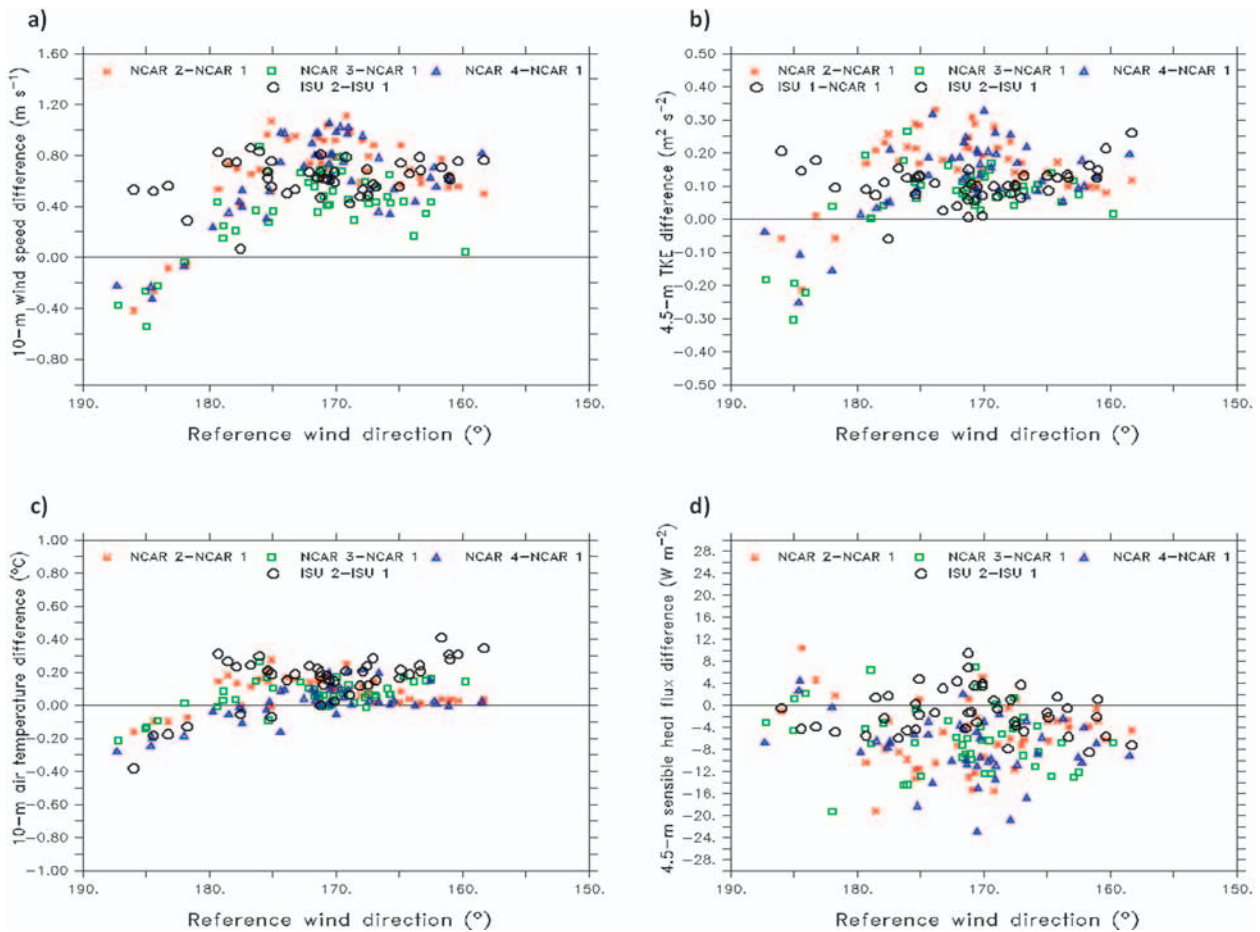 a)
10-m wind speed difference (m s⁻¹)
1.60
1.20
0.80
0.40
0.00
-0.40
-0.80
NCAR 2-NCAR 1
NCAR 3-NCAR 1
NCAR 4-NCAR 1
ISU 2-ISU 1
190.
180.
170.
160.
150.
Reference wind direction (º)
b)
4.5-m TKE difference (m² s⁻²)
0.50
0.40
0.30
0.20
0.10
0.00
-0.10
-0.20
-0.30
-0.40
-0.50
NCAR 2-NCAR 1
NCAR 3-NCAR 1
NCAR 4-NCAR 1
ISU 1-NCAR 1
ISU 2-ISU 1
190.
180.
170.
160.
150.
Reference wind direction (º)
c)
10-m air temperature difference (ºC)
1.00
0.80
0.60
0.40
0.20
0.00
-0.20
-0.40
-0.60
-0.80
-1.00
NCAR 2-NCAR 1
NCAR 3-NCAR 1
NCAR 4-NCAR 1
ISU 2-ISU 1
190.
180.
170.
160.
150.
Reference wind direction (º)
d)
4.5-m sensible heat flux difference (W m⁻²)
28.
24.
20.
16.
12.
8.
4.
0.
-4.
-8.
-12.
-16.
-20.
-24.
-28.
NCAR 2-NCAR 1
NCAR 3-NCAR 1
NCAR 4-NCAR 1
ISU 2-ISU 1
190.
180.
170.
160.
150.
Reference wind direction (º)